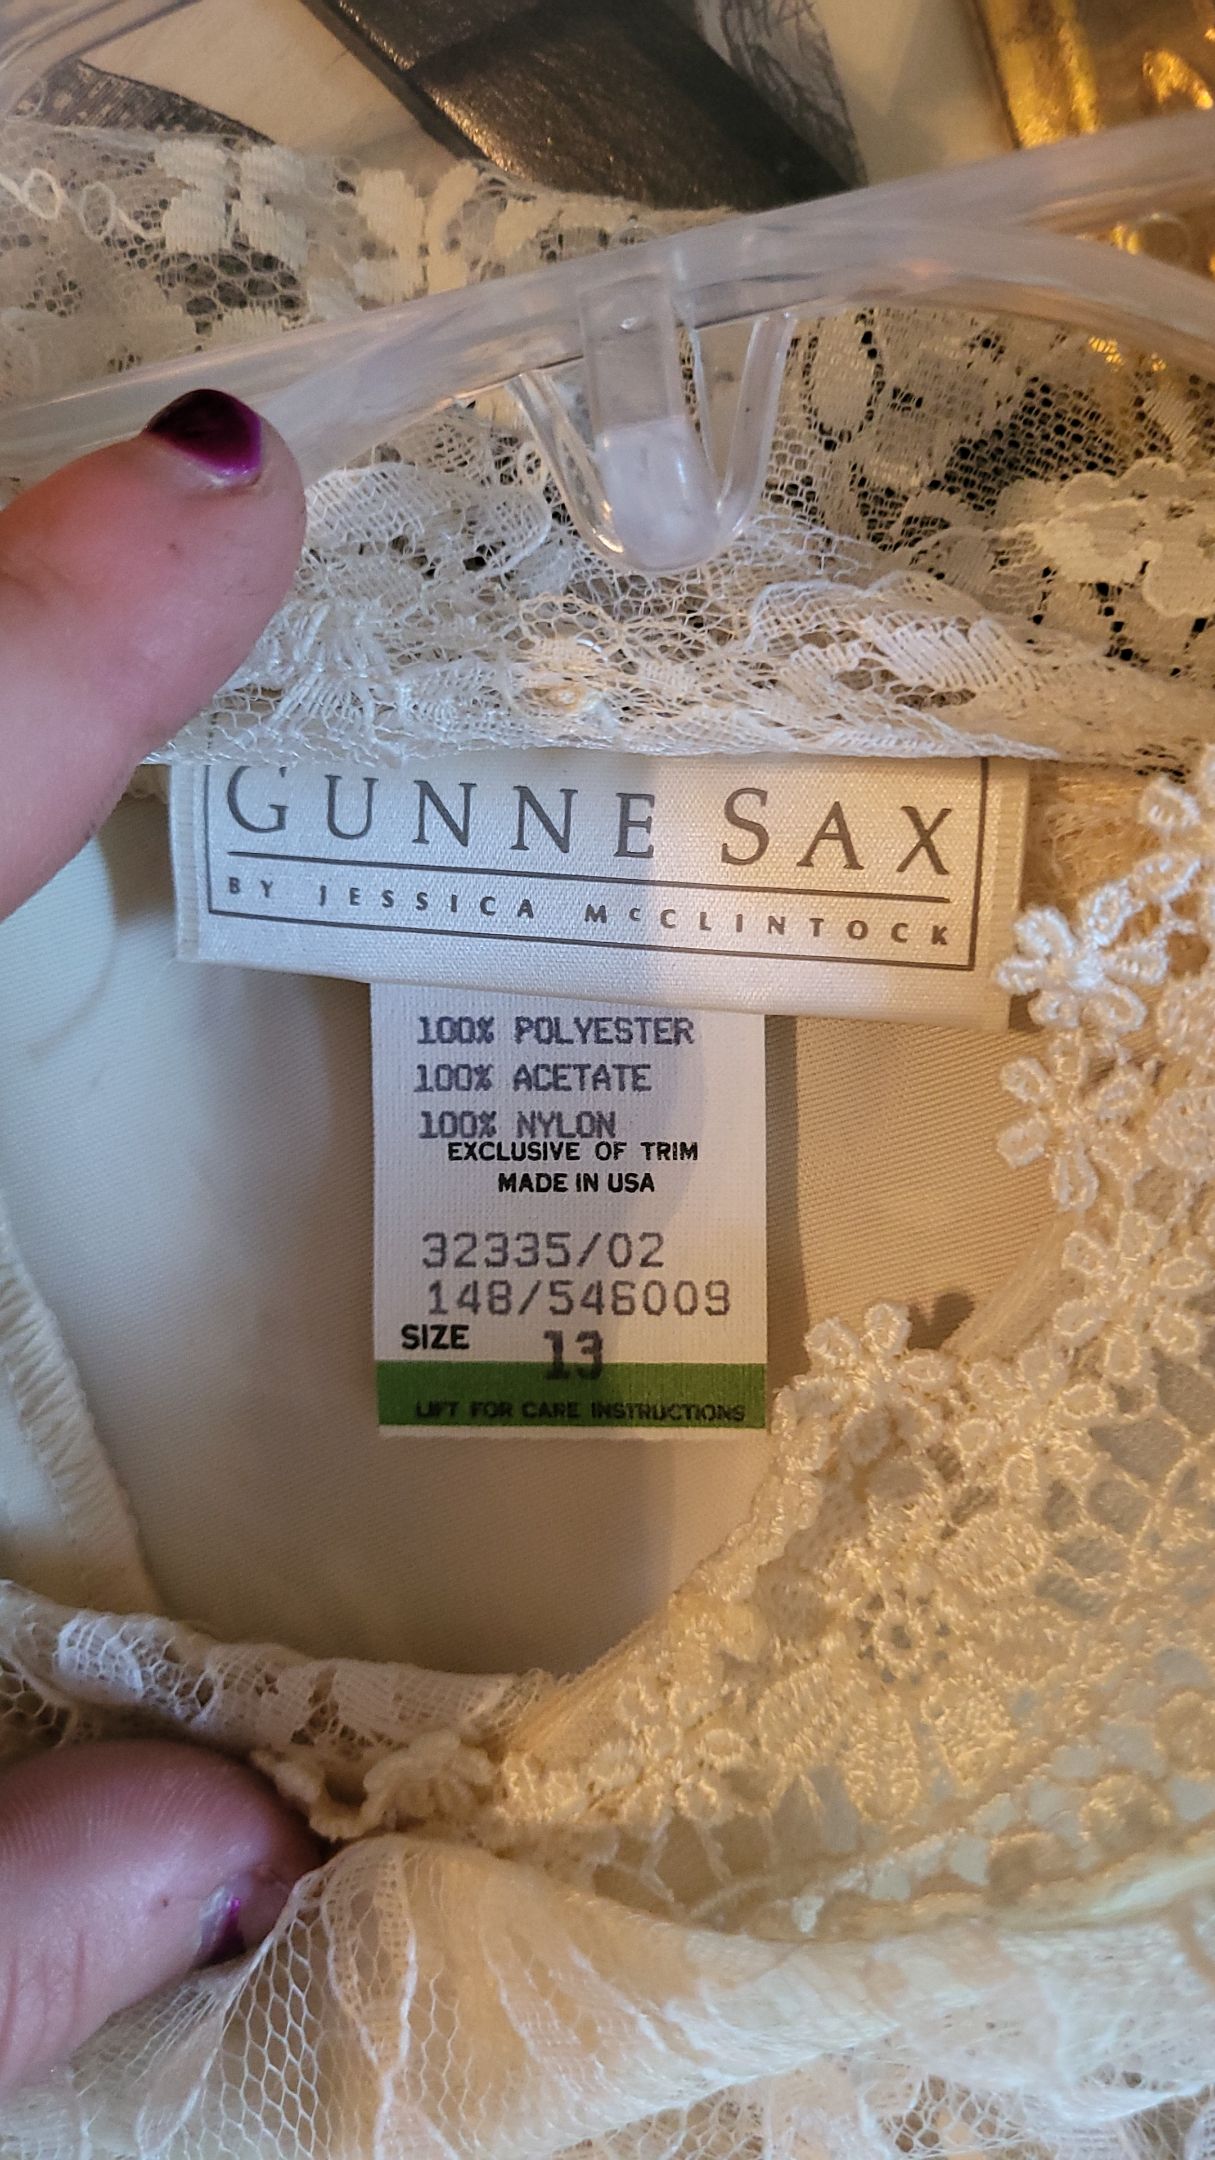 GUNNE SAX
BY JESSICA McCLINTOCK
100% POLYESTER
100% ACETATE
100% NYLON
EXCLUSIVE OF TRIM
MADE IN USA
32335/02
148/546009
SIZE 13
LIFT FOR CARE INSTRUCTIONS